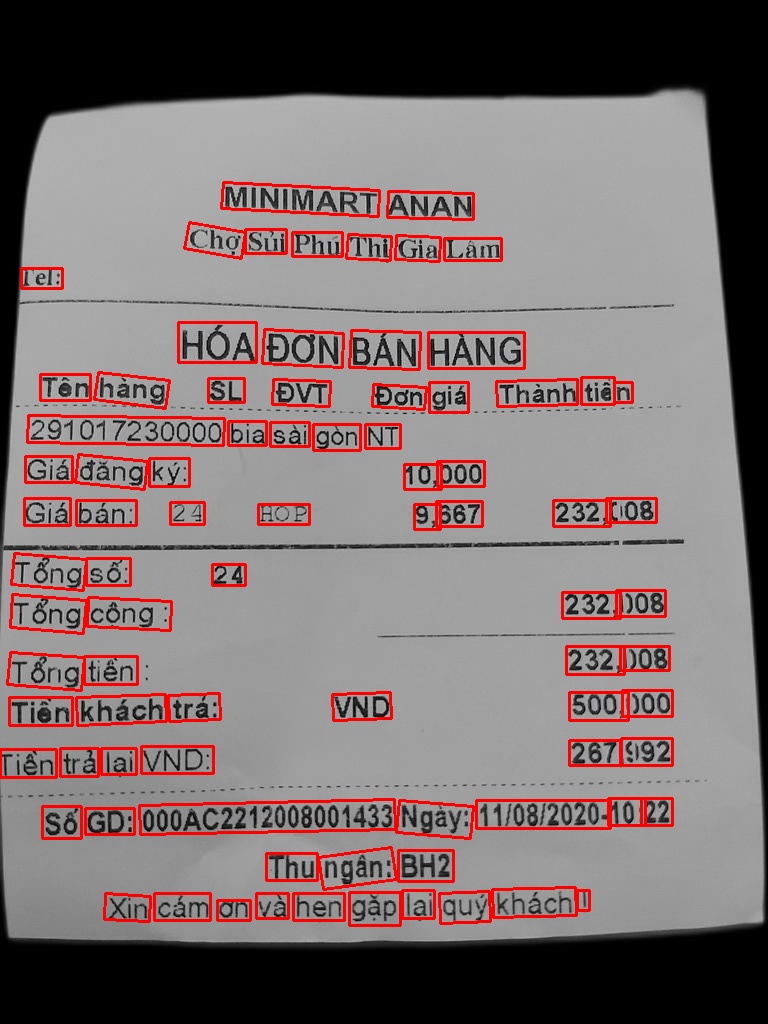 MINIMART ANAN
Chợ Sủi Phú Thị Gia Lâm
Tel:
HÓA ĐƠN BÁN HÀNG
Tên hàng SL ĐVT Đơn giá Thành tiền
291017230000 bia sài gòn NT
Giá đăng ký: 10,000
Giá bán: 24 HOP 9,667 232,008
Tổng số: 24
Tổng công : 232,008
Tổng tiền : 232,008
Tiền khách trả: VND 500,000
Tiền trả lại VND: 267,992
Số GD: 000AC2212008001433 Ngày: 11/08/2020-10:22
Thu ngân: BH2
Xin cám ơn và hen gặp lại quý khách !